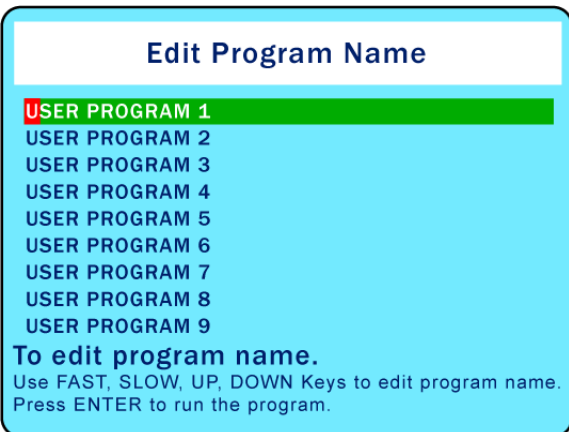 Edit Program Name
USER PROGRAM 1
USER PROGRAM 2
USER PROGRAM 3
USER PROGRAM 4
USER PROGRAM 5
USER PROGRAM 6
USER PROGRAM 7
USER PROGRAM 8
USER PROGRAM 9
To edit program name.
Use FAST, SLOW, UP, DOWN Keys to edit program name.
Press ENTER to run the program.